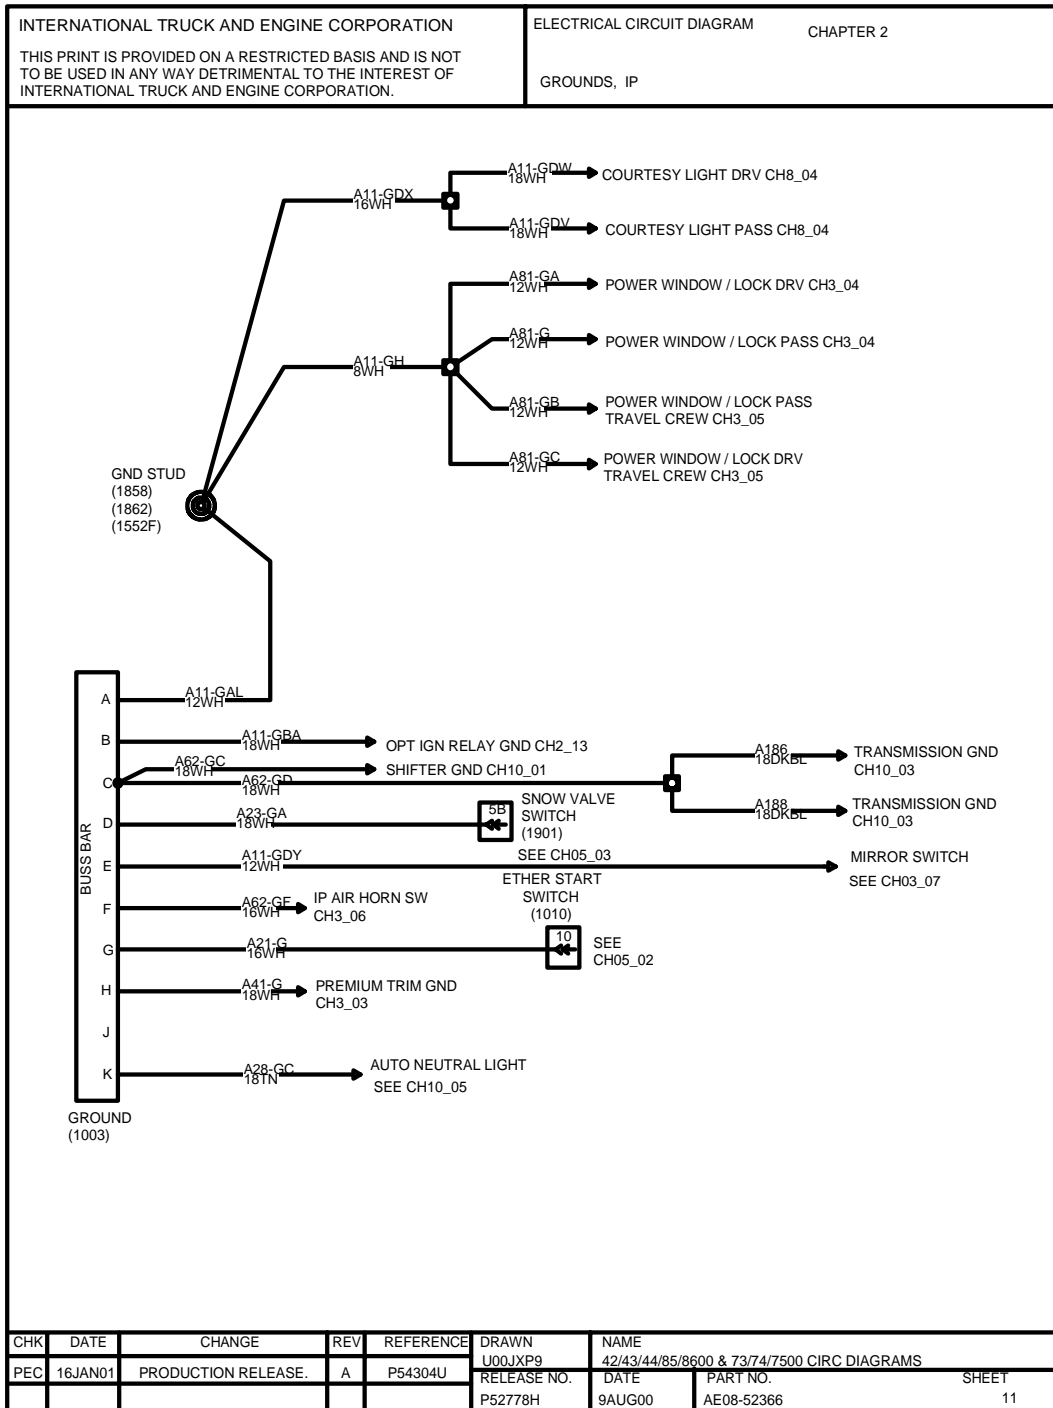 INTERNATIONAL TRUCK AND ENGINE CORPORATION
THIS PRINT IS PROVIDED ON A RESTRICTED BASIS AND IS NOT
TO BE USED IN ANY WAY DETRIMENTAL TO THE INTEREST OF
INTERNATIONAL TRUCK AND ENGINE CORPORATION.
ELECTRICAL CIRCUIT DIAGRAM
CHAPTER 2
GROUNDS, IP
A11-GDW
18WH
COURTESY LIGHT DRV CH8_04
A11-GDX
16WH
A11-GDV
18WH
COURTESY LIGHT PASS CH8_04
A81-GA
12WH
POWER WINDOW / LOCK DRV CH3_04
A81-G
12WH
POWER WINDOW / LOCK PASS CH3_04
A11-GH
8WH
A81-GB
12WH
POWER WINDOW / LOCK PASS
TRAVEL CREW CH3_05
A81-GC
12WH
POWER WINDOW / LOCK DRV
TRAVEL CREW CH3_05
GND STUD
(1858)
(1862)
(1552F)
BUSS BAR
A
A11-GAL
12WH
B
A11-GBA
18WH
OPT IGN RELAY GND CH2_13
A62-GC
18WH
SHIFTER GND CH10_01
C
A62-GD
18WH
A186
18DKBL
TRANSMISSION GND
CH10_03
A188
18DKBL
TRANSMISSION GND
CH10_03
D
A23-GA
18WH
5B
SNOW VALVE
SWITCH
(1901)
SEE CH05_03
E
A11-GDY
12WH
MIRROR SWITCH
SEE CH03_07
F
A62-GF
16WH
IP AIR HORN SW
CH3_06
ETHER START
SWITCH
(1010)
G
A21-G
16WH
10
SEE
CH05_02
H
A41-G
18WH
PREMIUM TRIM GND
CH3_03
J
K
A28-GC
18TN
AUTO NEUTRAL LIGHT
SEE CH10_05
GROUND
(1003)
CHK DATE CHANGE REV REFERENCE
PEC 16JAN01 PRODUCTION RELEASE. A P54304U
DRAWN
U00JXP9
NAME
42/43/44/85/8600 & 73/74/7500 CIRC DIAGRAMS
RELEASE NO.
P52778H
DATE
9AUG00
PART NO.
AE08-52366
SHEET
11